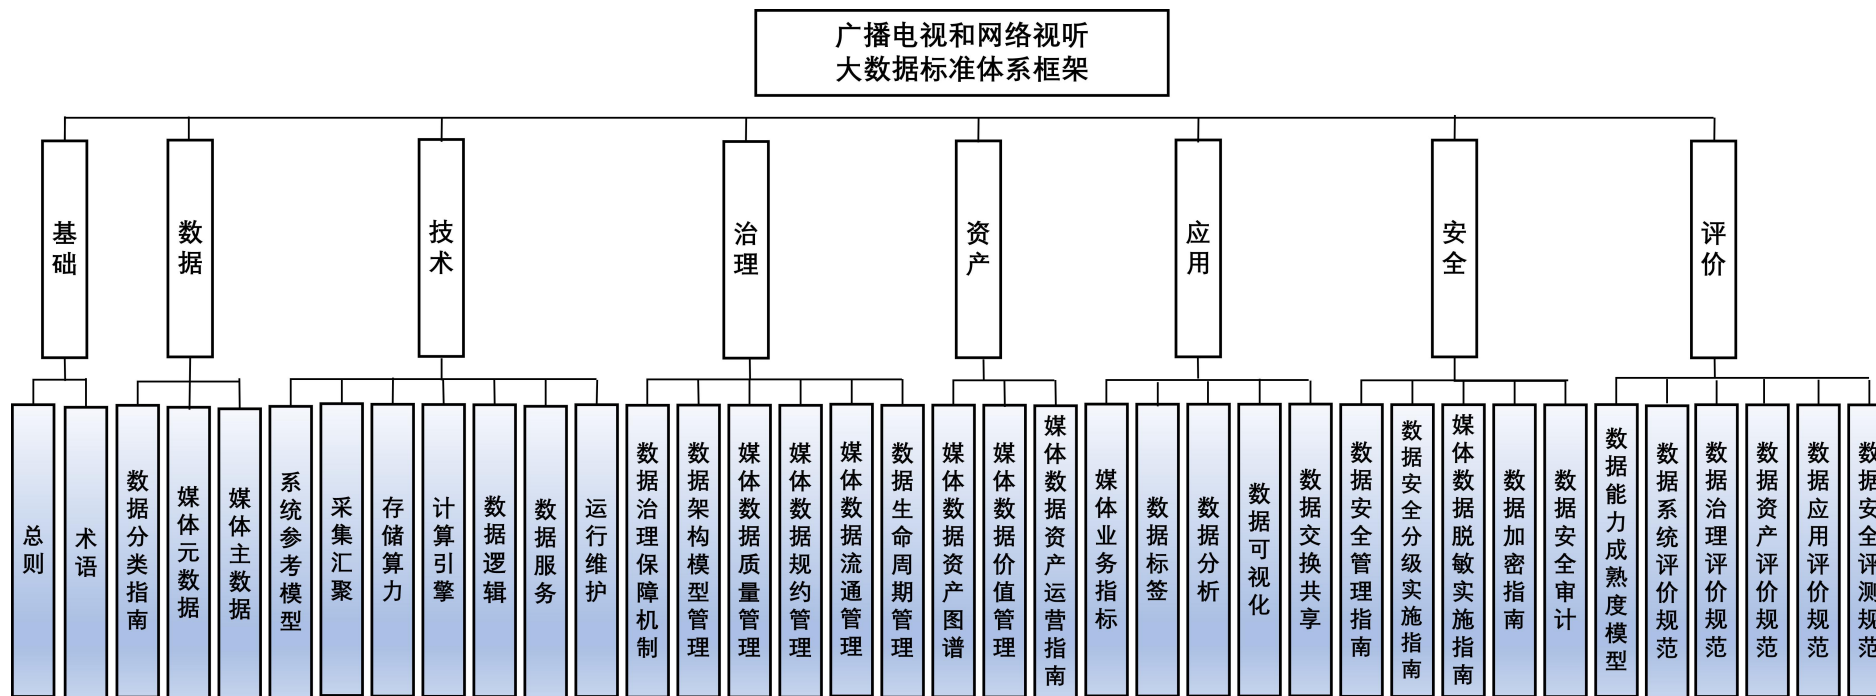 广播电视和网络视听
大数据标准体系框架
基础
数据
技术
治理
资产
应用
安全
评价
总则
术语
数据分类指南
媒体元数据
媒体主数据
系统参考模型
采集汇聚
存储算力
计算引擎
数据逻辑
数据服务
运行维护
数据治理保障机制
数据架构模型管理
媒体数据质量管理
媒体数据规约管理
媒体数据流通管理
数据生命周期管理
媒体数据资产图谱
媒体数据价值管理
媒体数据资产运营指南
媒体业务指标
数据标签
数据分析
数据可视化
数据交换共享
数据安全管理指南
数据安全分级实施指南
媒体数据脱敏实施指南
数据加密指南
数据安全审计
数据能力成熟度模型
数据系统评价规范
数据治理评价规范
数据资产评价规范
数据应用评价规范
数据安全评测规范